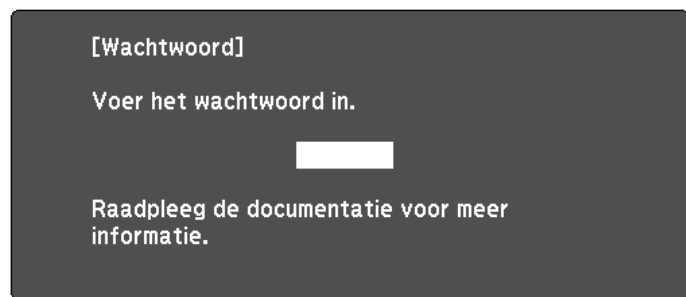 [Wachtwoord]
Voer het wachtwoord in.
Raadpleeg de documentatie voor meer
informatie.